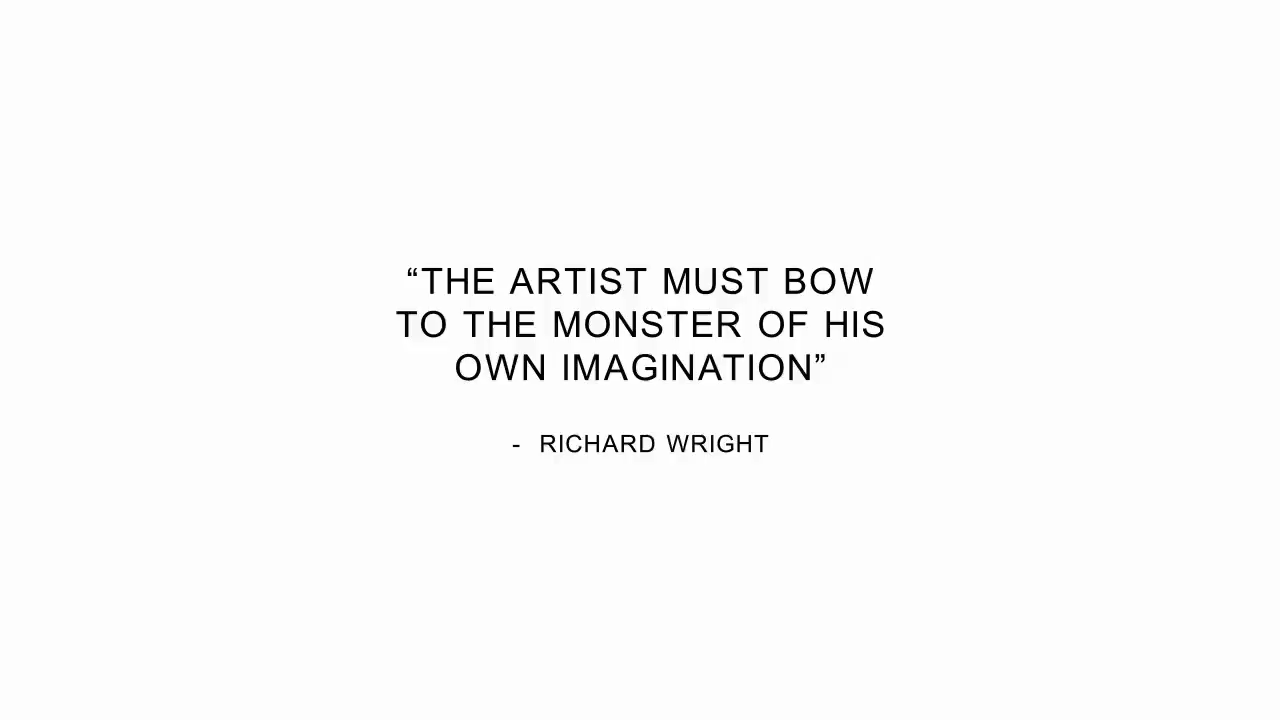 “THE ARTIST MUST BOW
TO THE MONSTER OF HIS
OWN IMAGINATION”
- RICHARD WRIGHT